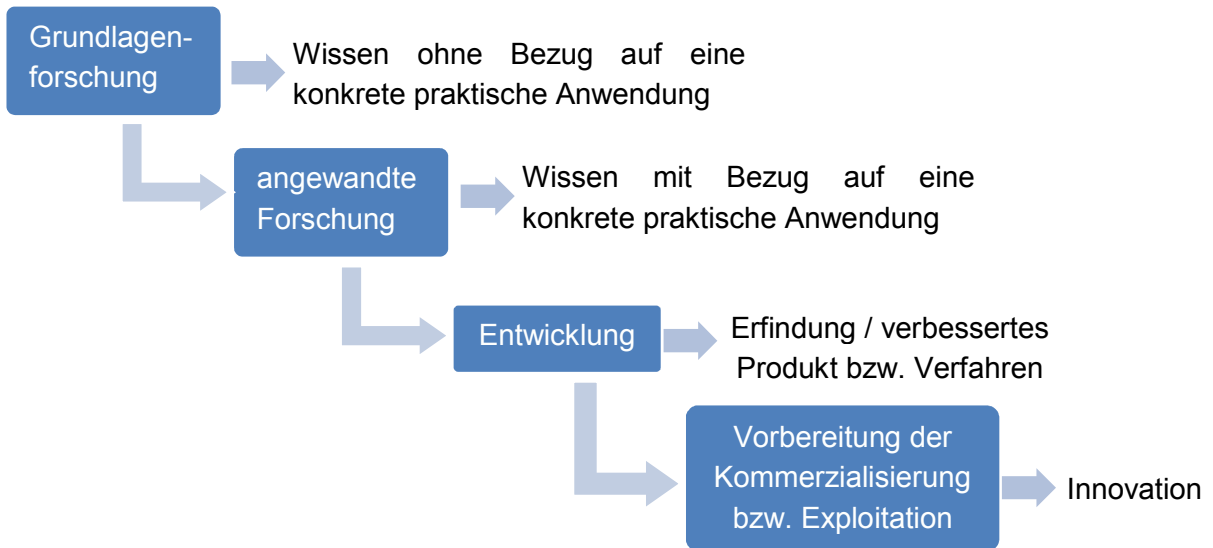 Grundlagen-
forschung
Wissen ohne Bezug auf eine
konkrete praktische Anwendung
angewandte
Forschung
Wissen mit Bezug auf eine
konkrete praktische Anwendung
Entwicklung
Erfindung / verbessertes
Produkt bzw. Verfahren
Vorbereitung der
Kommerzialisierung
bzw. Exploitation
Innovation